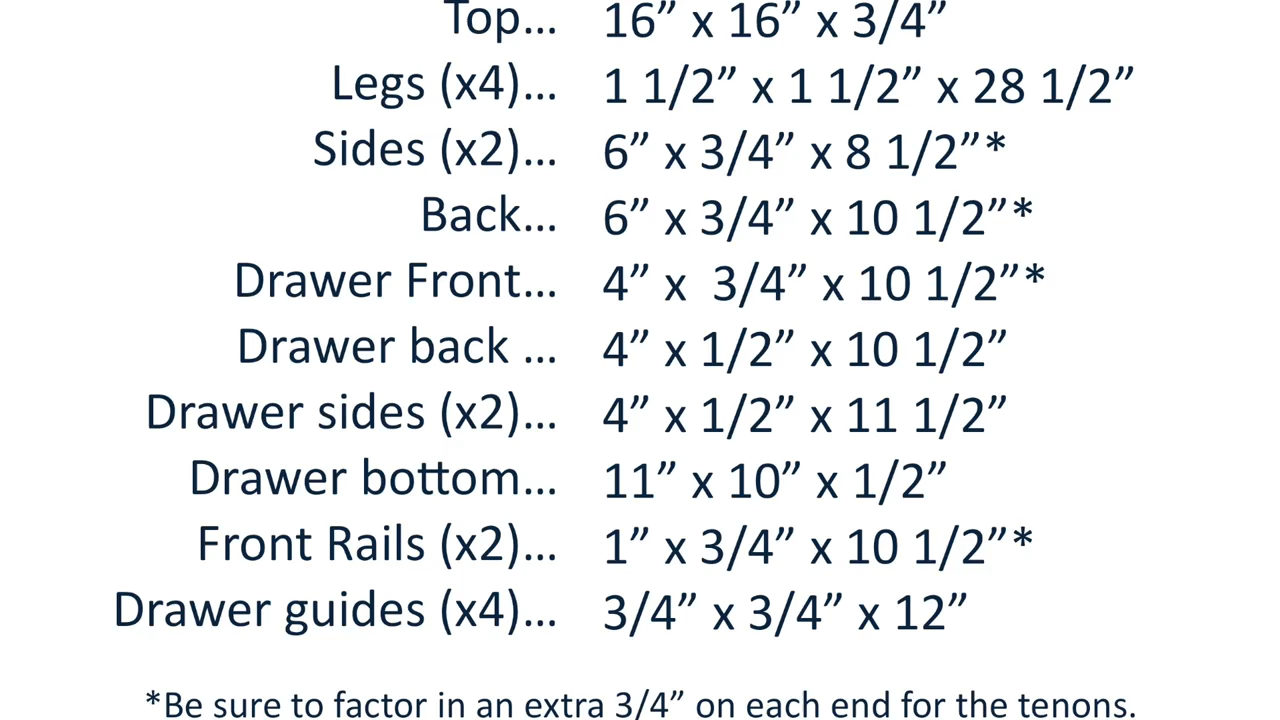 Top... 16” x 16” x 3/4”
Legs (x4)... 1 1/2” x 1 1/2” x 28 1/2”
Sides (x2)... 6” x 3/4” x 8 1/2”*
Back... 6” x 3/4” x 10 1/2”*
Drawer Front... 4” x  3/4” x 10 1/2”*
Drawer back ... 4” x 1/2” x 10 1/2”
Drawer sides (x2)... 4” x 1/2” x 11 1/2”
Drawer bottom... 11” x 10” x 1/2”
Front Rails (x2)... 1” x 3/4” x 10 1/2”*
Drawer guides (x4)... 3/4” x 3/4” x 12”
*Be sure to factor in an extra 3/4” on each end for the tenons.